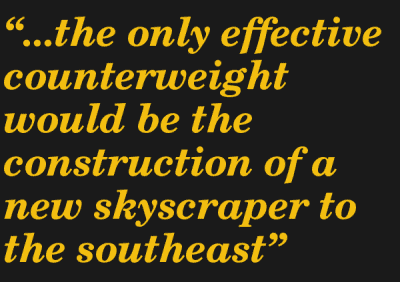 “...the only effective
counterweight
would be the
construction of a
new skyscraper to
the southeast”